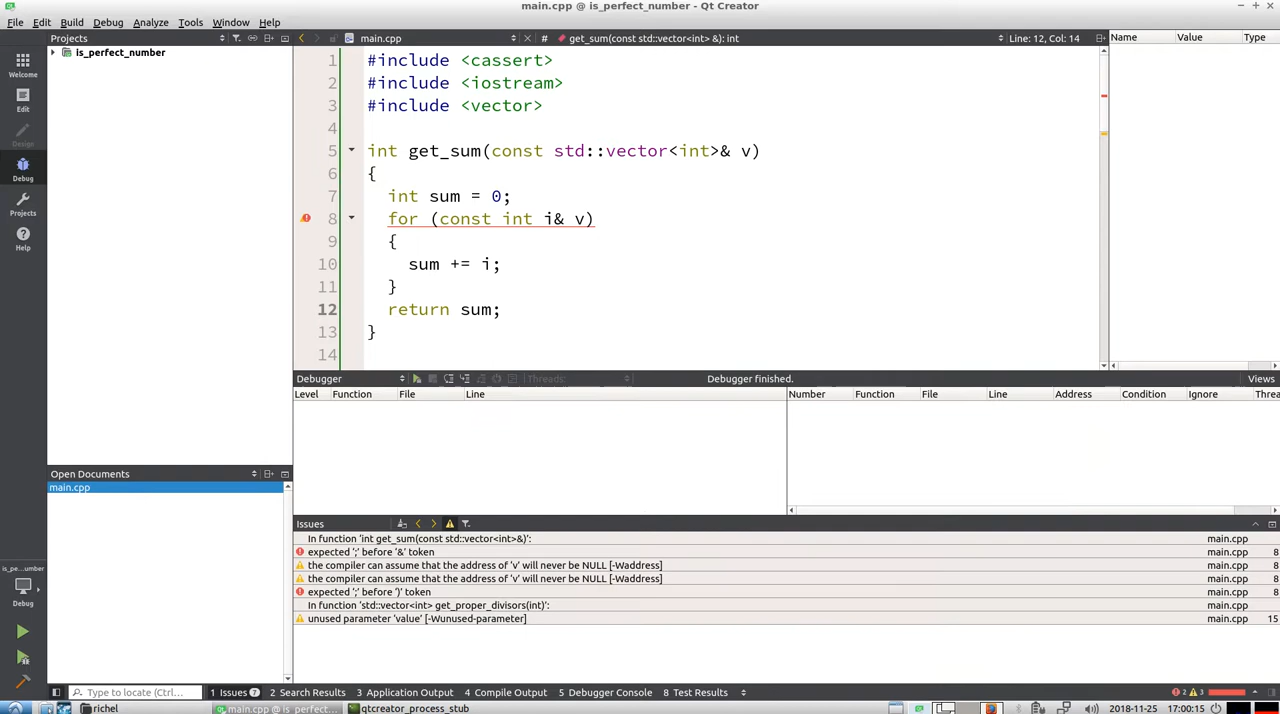 main.cpp @ is_perfect_number - Qt Creator
File Edit Build Debug Analyze Tools Window Help
Projects
main.cpp
# get_sum(const std::vector<int> &): int
Line: 12, Col: 14
Name Value Type
Welcome
Edit
Design
Debug
Projects
Help
is_perfect_number
1 #include <cassert>
2 #include <iostream>
3 #include <vector>
4
5 int get_sum(const std::vector<int>& v)
6 {
7 int sum = 0;
8 for (const int i& v)
9 {
10 sum += i;
11 }
12 return sum;
13 }
14
Debugger Threads: Debugger finished. Views
Level Function File Line
Number Function File Line Address Condition Ignore Threa
Open Documents
main.cpp
Issues
In function 'int get_sum(const std::vector<int>&)': main.cpp
expected ';' before '&' token main.cpp 8
the compiler can assume that the address of 'v' will never be NULL [-Waddress] main.cpp 8
the compiler can assume that the address of 'v' will never be NULL [-Waddress] main.cpp 8
expected ';' before ')' token main.cpp 8
In function 'std::vector<int> get_proper_divisors(int)': main.cpp
unused parameter 'value' [-Wunused-parameter] main.cpp 15
is_pe...umber
Debug
Type to locate (Ctrl... 1 Issues 7 2 Search Results 3 Application Output 4 Compile Output 5 Debugger Console 8 Test Results 2 3
richel main.cpp @ is_perfect... qtcreator_process_stub 2018-11-25 17:00:15